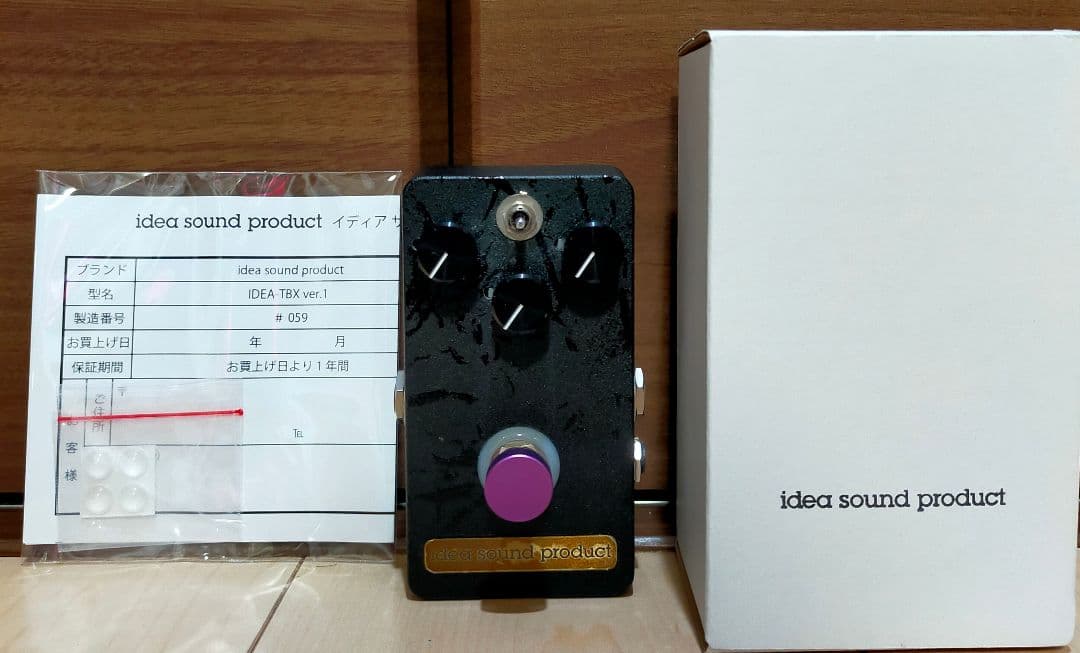 idea sound product イディア サ
ブランド idea sound product
型名 IDEA-TBX ver.1
製造番号 # 059
お買上げ日 年 月
保証期間 お買上げ日より1年間
お客様
ご住所
〒
TEL
idea sound product
idea sound product